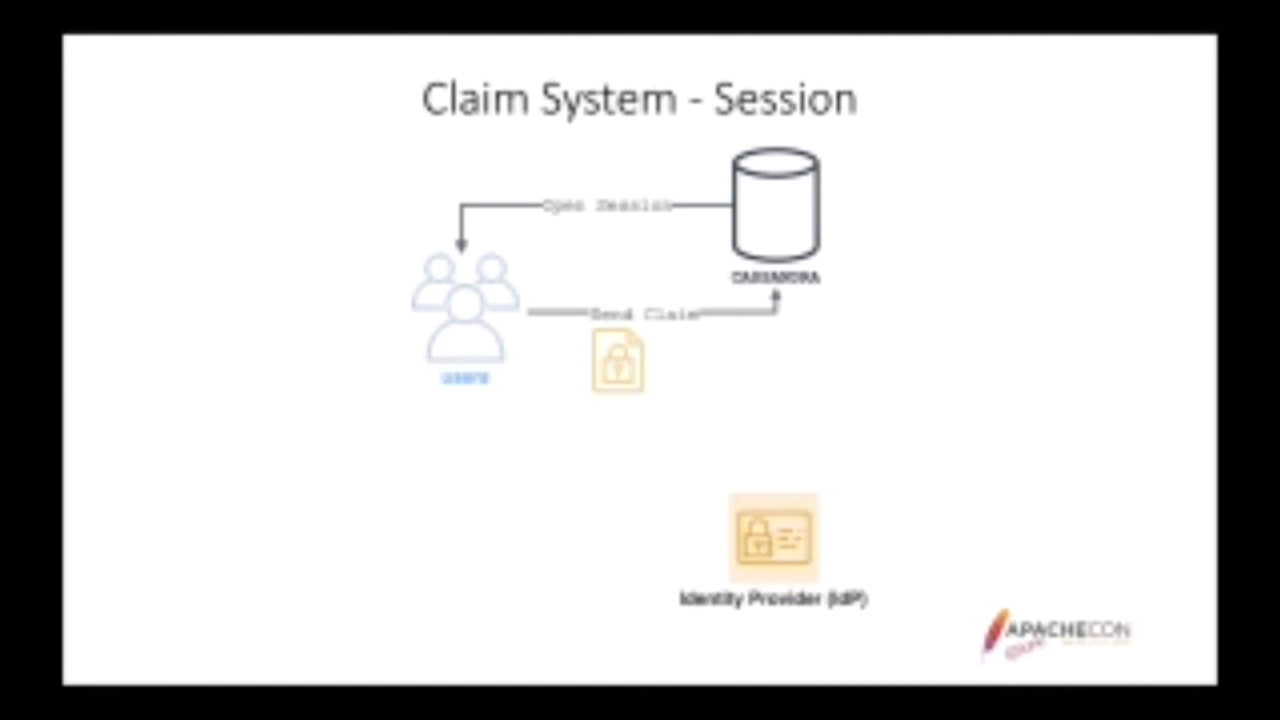 Claim System - Session
Open Session
CASSANDRA
Send Claim
users
Identity Provider (IdP)
APACHECON